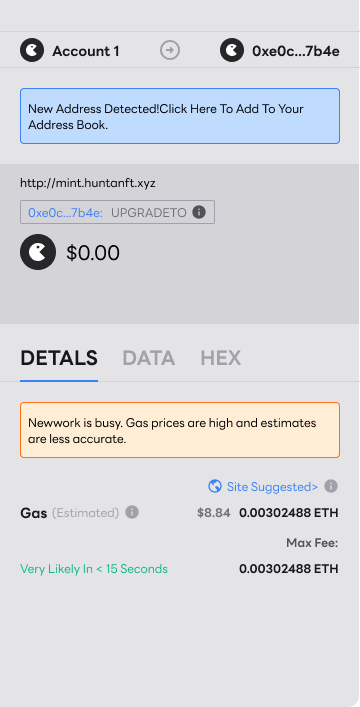 Account 1
0xe0c...7b4e
New Address Detected!Click Here To Add To Your
Address Book.
http://mint.huntanft.xyz
0xe0c...7b4e: UPGRADETO
$0.00
DETALS DATA HEX
Newwork is busy. Gas prices are high and estimates
are less accurate.
Site Suggested>
Gas (Estimated) $8.84 0.00302488 ETH
Max Fee:
Very Likely In < 15 Seconds 0.00302488 ETH